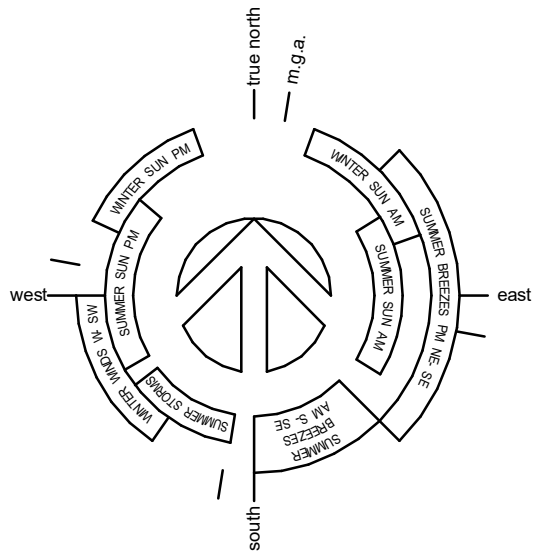 true north
m.g.a.
WINTER SUN PM
WINTER SUN AM
SUMMER BREEZES PM NE- SE
SUMMER SUN PM
SUMMER SUN AM
west
east
WINTER WINDS W- SW
SUMMER STORMS
SUMMER
BREEZES
AM S- SE
south